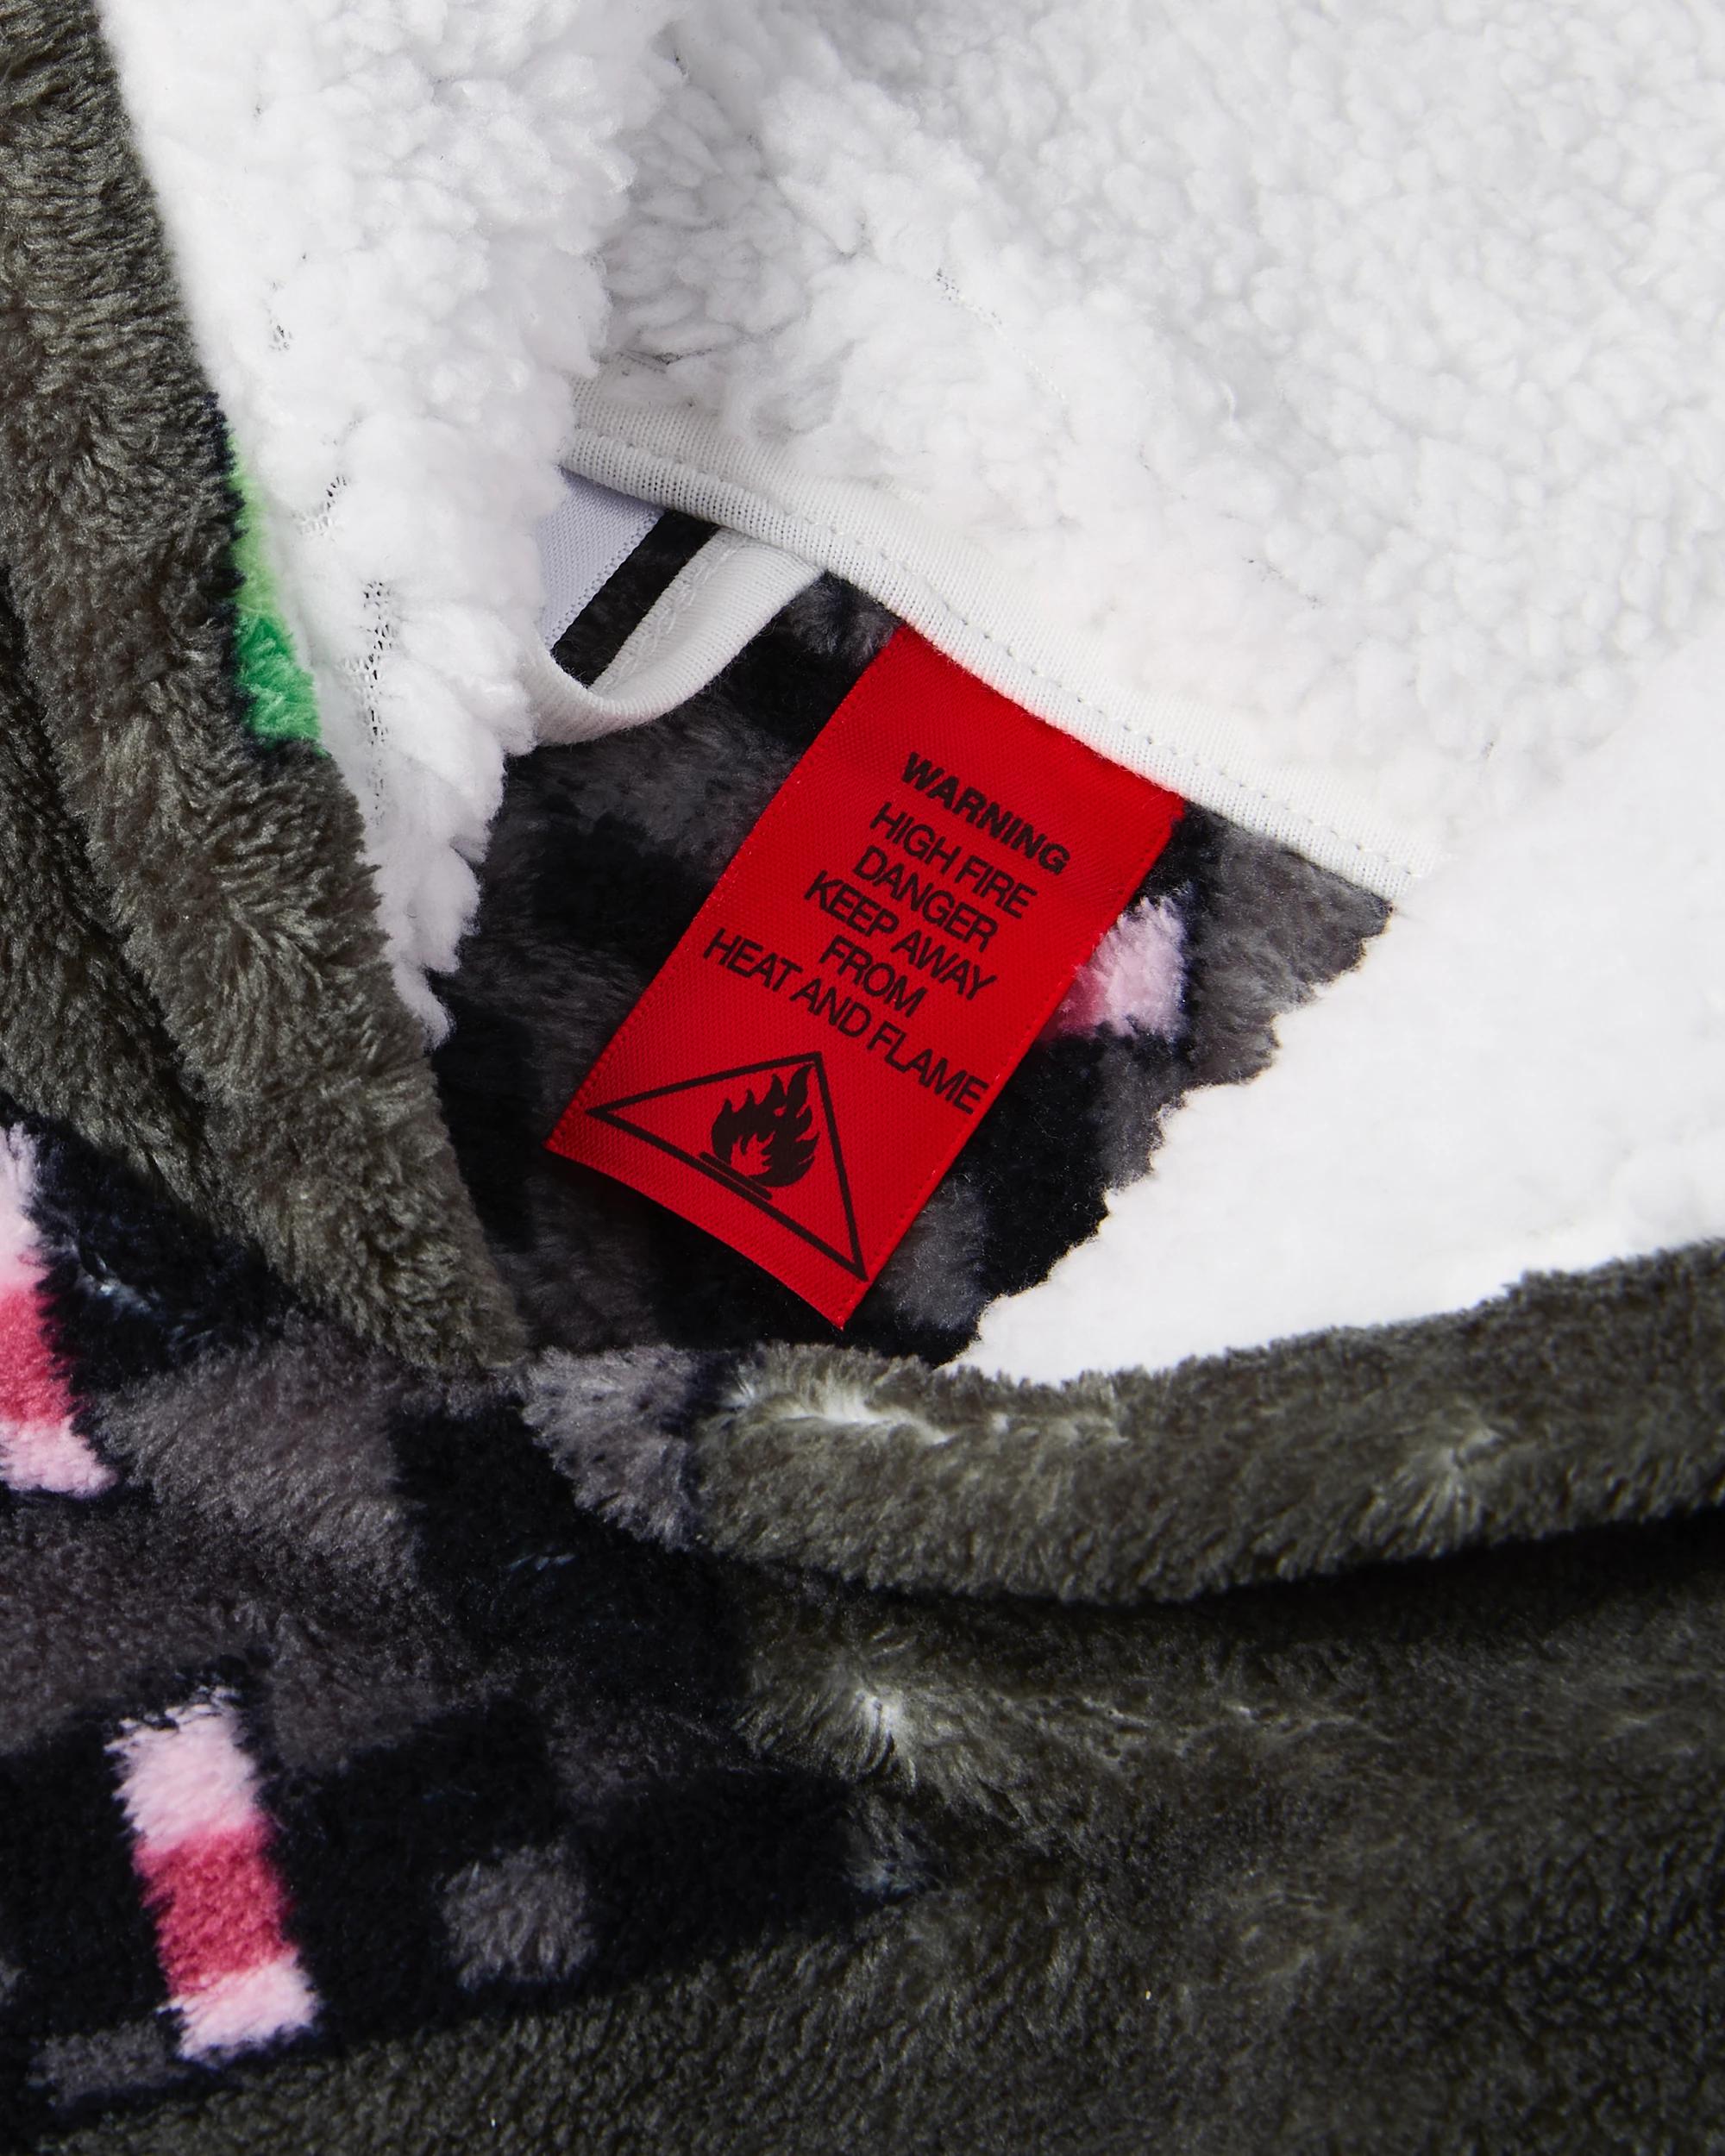 WARNING
HIGH FIRE
DANGER
KEEP AWAY
FROM
HEAT AND FLAME